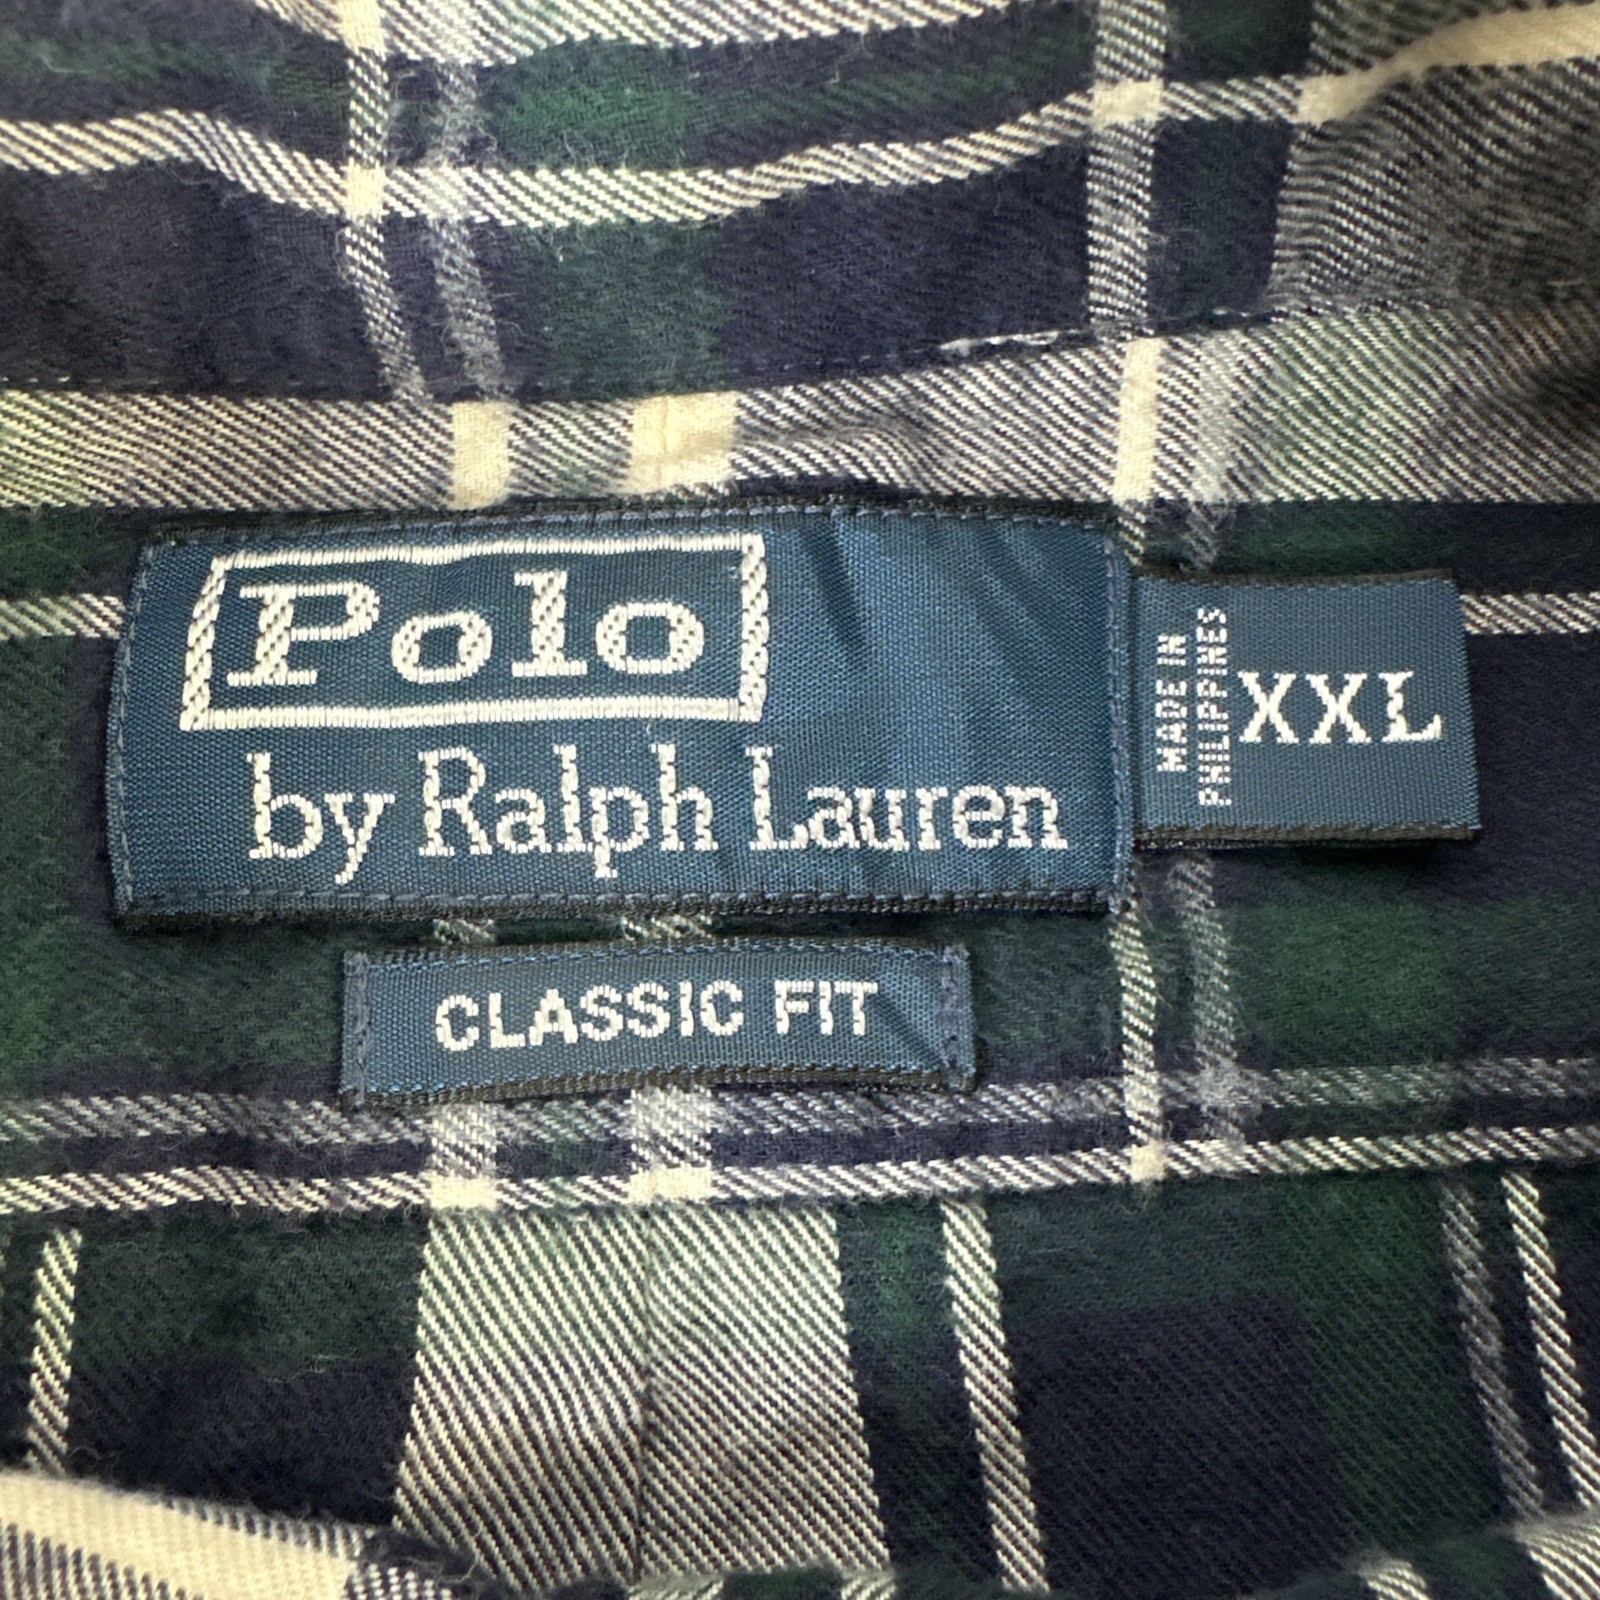 Polo
by Ralph Lauren
MADE IN
PHILIPPINES
XXL
CLASSIC FIT